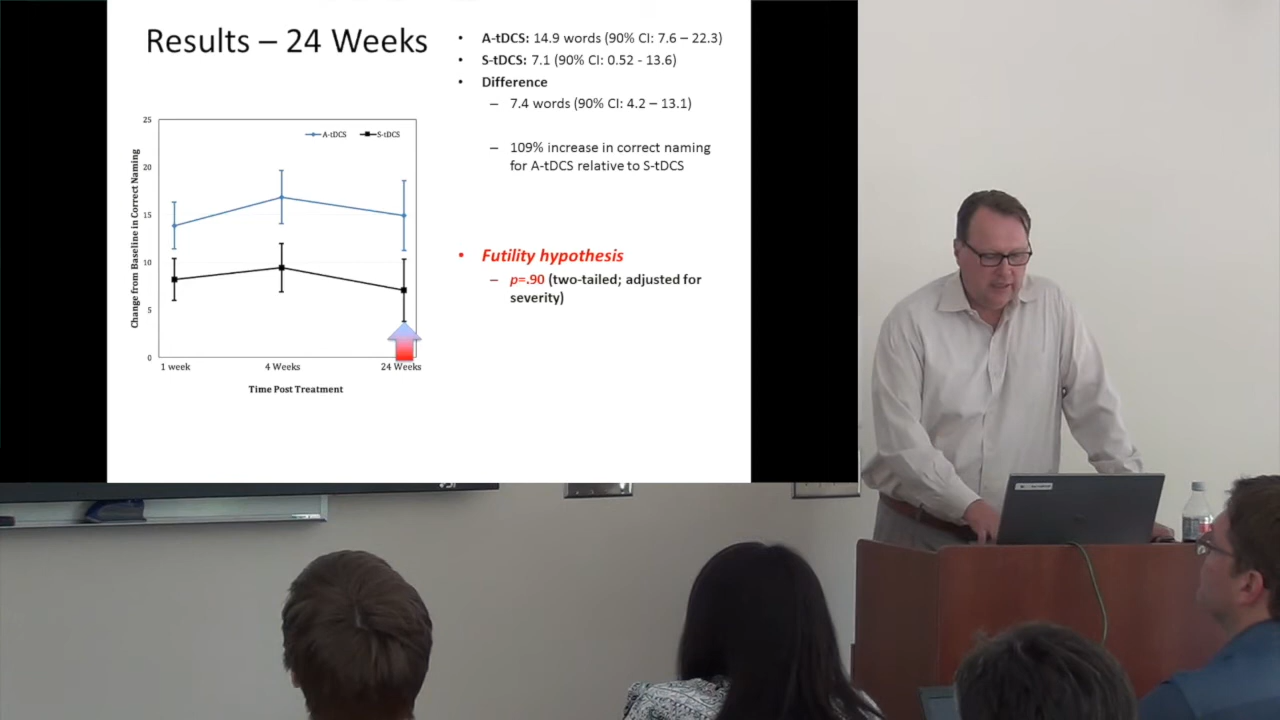 Results – 24 Weeks
• A-tDCS: 14.9 words (90% CI: 7.6 – 22.3)
• S-tDCS: 7.1 (90% CI: 0.52 - 13.6)
• Difference
– 7.4 words (90% CI: 4.2 – 13.1)
– 109% increase in correct naming
for A-tDCS relative to S-tDCS
• Futility hypothesis
– p=.90 (two-tailed; adjusted for
severity)
A-tDCS S-tDCS
Change from Baseline in Correct Naming
25
20
15
10
5
0
1 week 4 Weeks 24 Weeks
Time Post Treatment